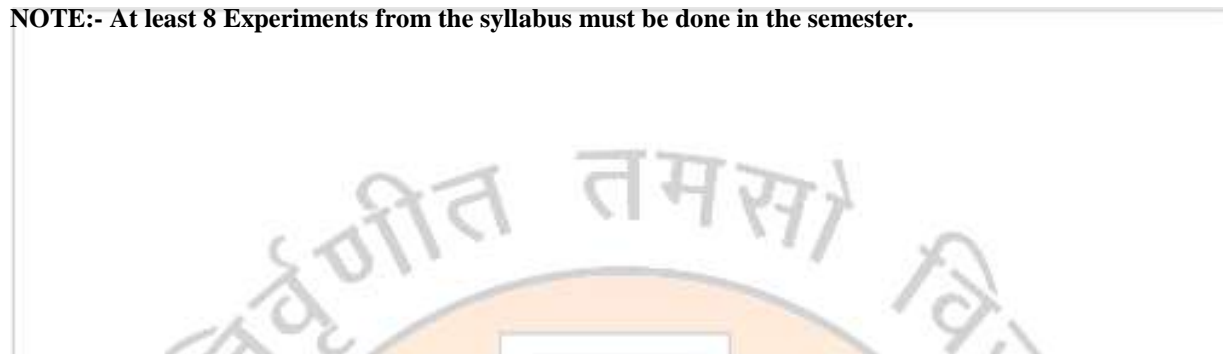 NOTE:- At least 8 Experiments from the syllabus must be done in the semester.
तमसो